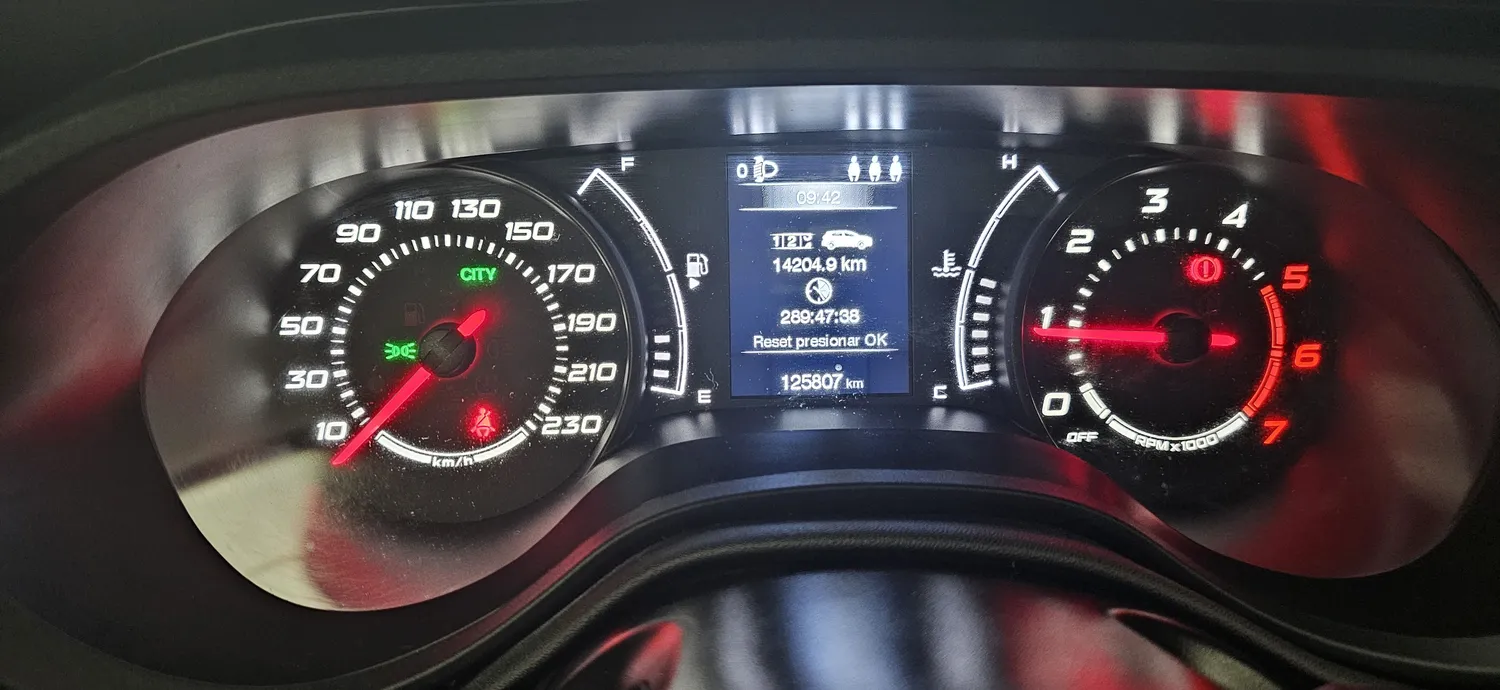 10
30
50
70
90
110
130
150
170
190
210
230
km/h
CITY
F
E
0
09:42
1 2
14204.9 km
289:47:38
Reset presionar OK
125807 km
H
C
OFF
0
1
2
3
4
5
6
7
RPM x1000